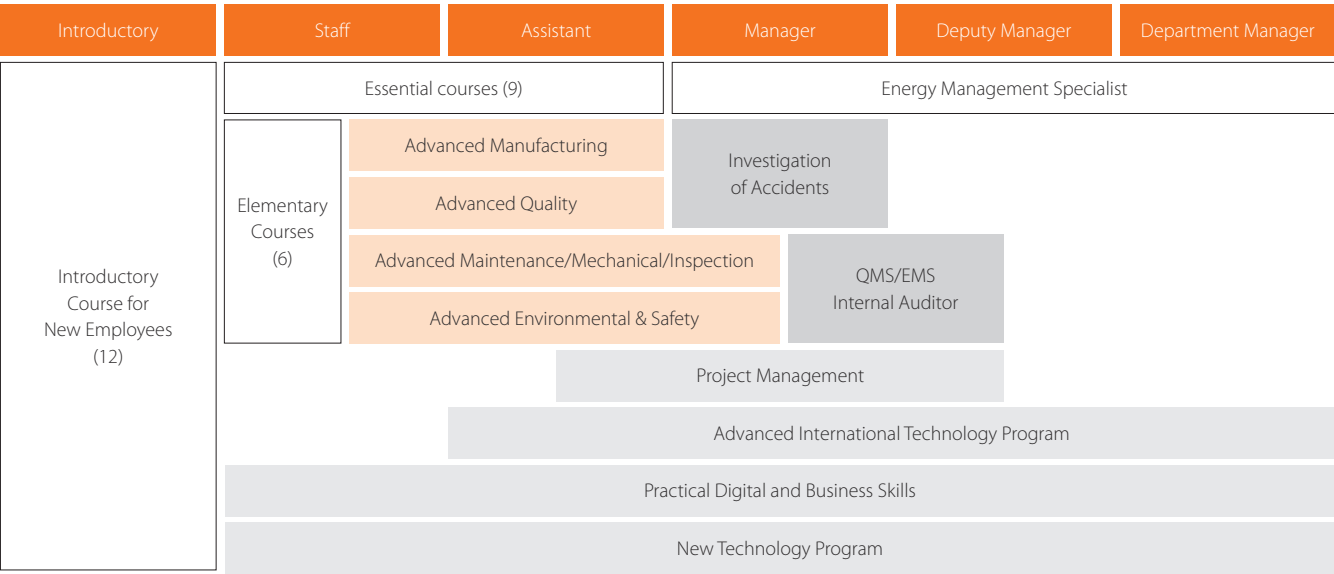 Introductory
Staff
Assistant
Manager
Deputy Manager
Department Manager
Essential courses (9)
Energy Management Specialist
Advanced Manufacturing
Investigation
of Accidents
Advanced Quality
Elementary
Courses
(6)
Advanced Maintenance/Mechanical/Inspection
QMS/EMS
Internal Auditor
Introductory
Course for
New Employees
(12)
Advanced Environmental & Safety
Project Management
Advanced International Technology Program
Practical Digital and Business Skills
New Technology Program